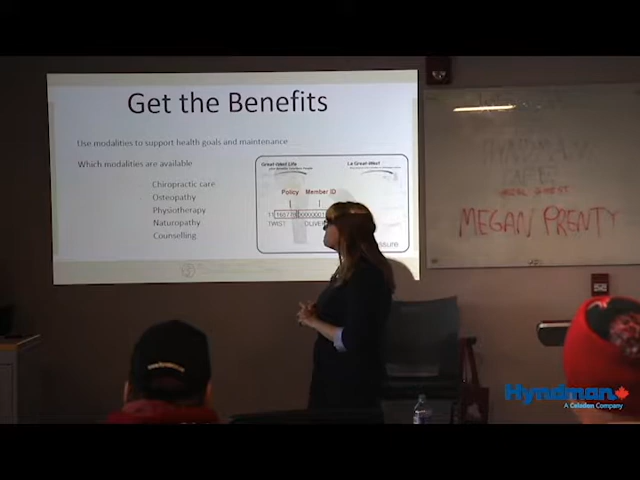 Get the Benefits
Use modalities to support health goals and maintenance
Which modalities are available
Chiropractic care
Osteopathy
Physiotherapy
Naturopathy
Counselling
Great-West Life
La Great-West
Policy Member ID
TWIST OLIVE
MEGAN PRENTY
Hyndman
A Celadon Company